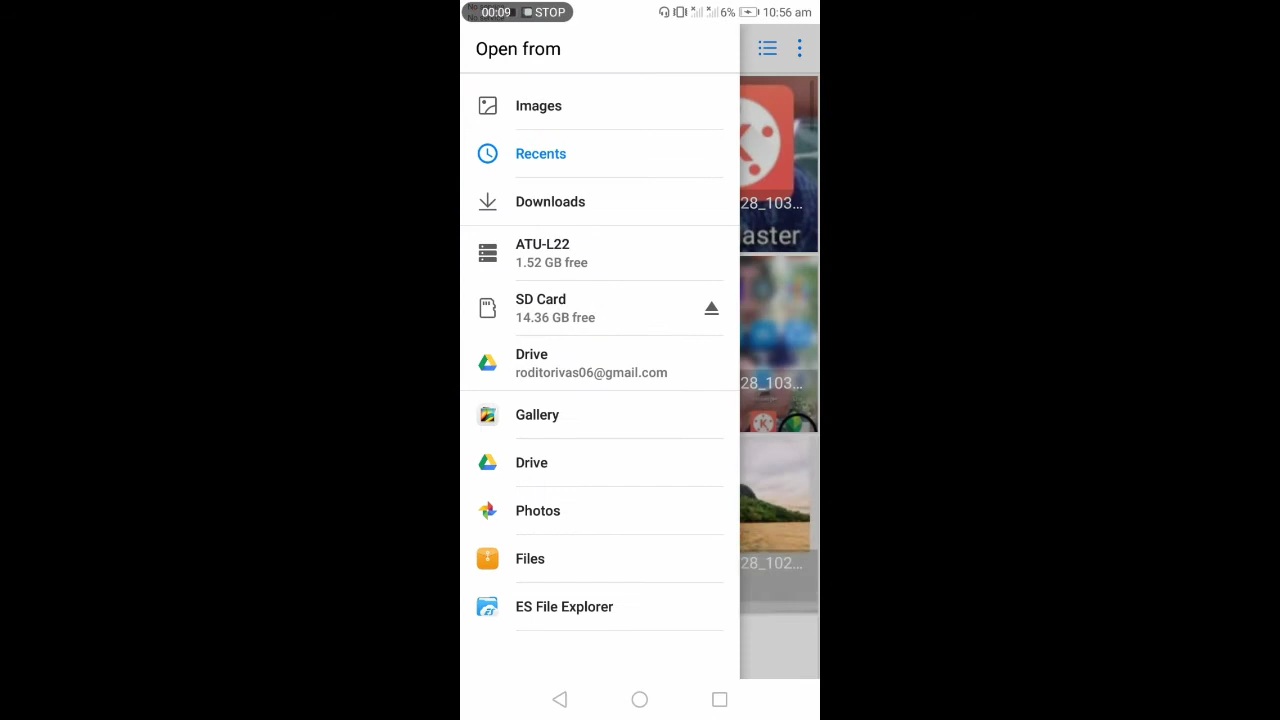 00:09 STOP 6% 10:56 am
Open from
Images
Recents
Downloads
ATU-L22
1.52 GB free
SD Card
14.36 GB free
Drive
roditorivas06@gmail.com
Gallery
Drive
Photos
Files
ES File Explorer
28_103...
aster
28_103...
28_102...